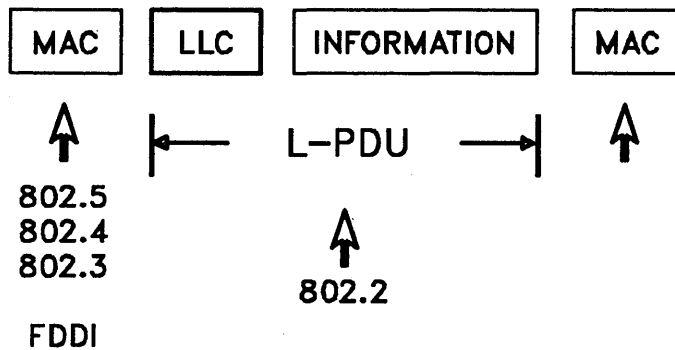 MAC LLC INFORMATION MAC
L-PDU
802.5
802.4
802.3
802.2
FDDI